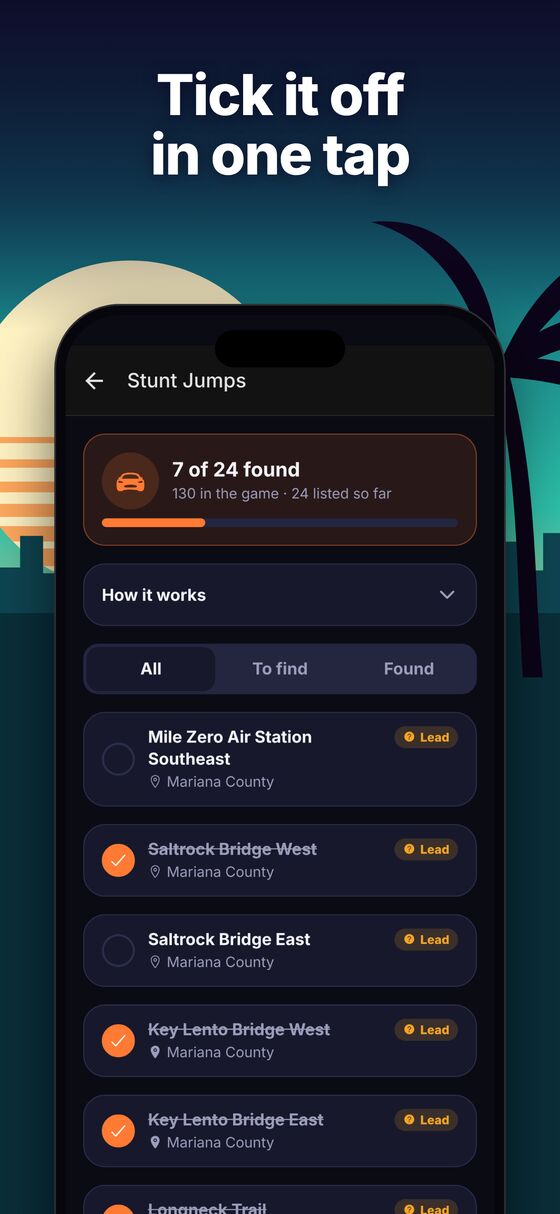 Tick it off
in one tap
Stunt Jumps
7 of 24 found
130 in the game · 24 listed so far
How it works
All
To find
Found
Mile Zero Air Station
Southeast
Lead
Mariana County
Saltrock Bridge West
Lead
Mariana County
Saltrock Bridge East
Lead
Mariana County
Key Lento Bridge West
Lead
Mariana County
Key Lento Bridge East
Lead
Mariana County
Longneck Trail
Lead